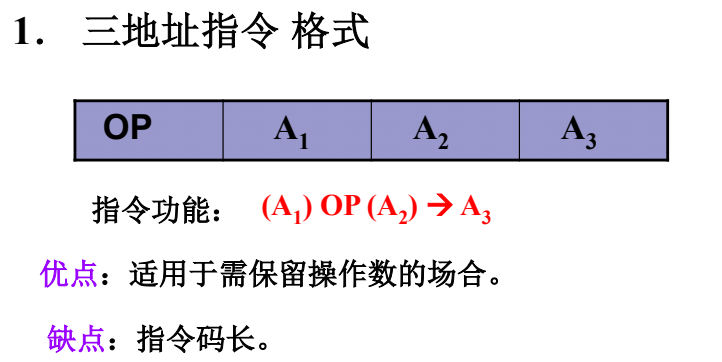 1. 三地址指令 格式
OP A₁ A₂ A₃
指令功能： (A₁) OP (A₂) → A₃
优点：适用于需保留操作数的场合。
缺点：指令码长。